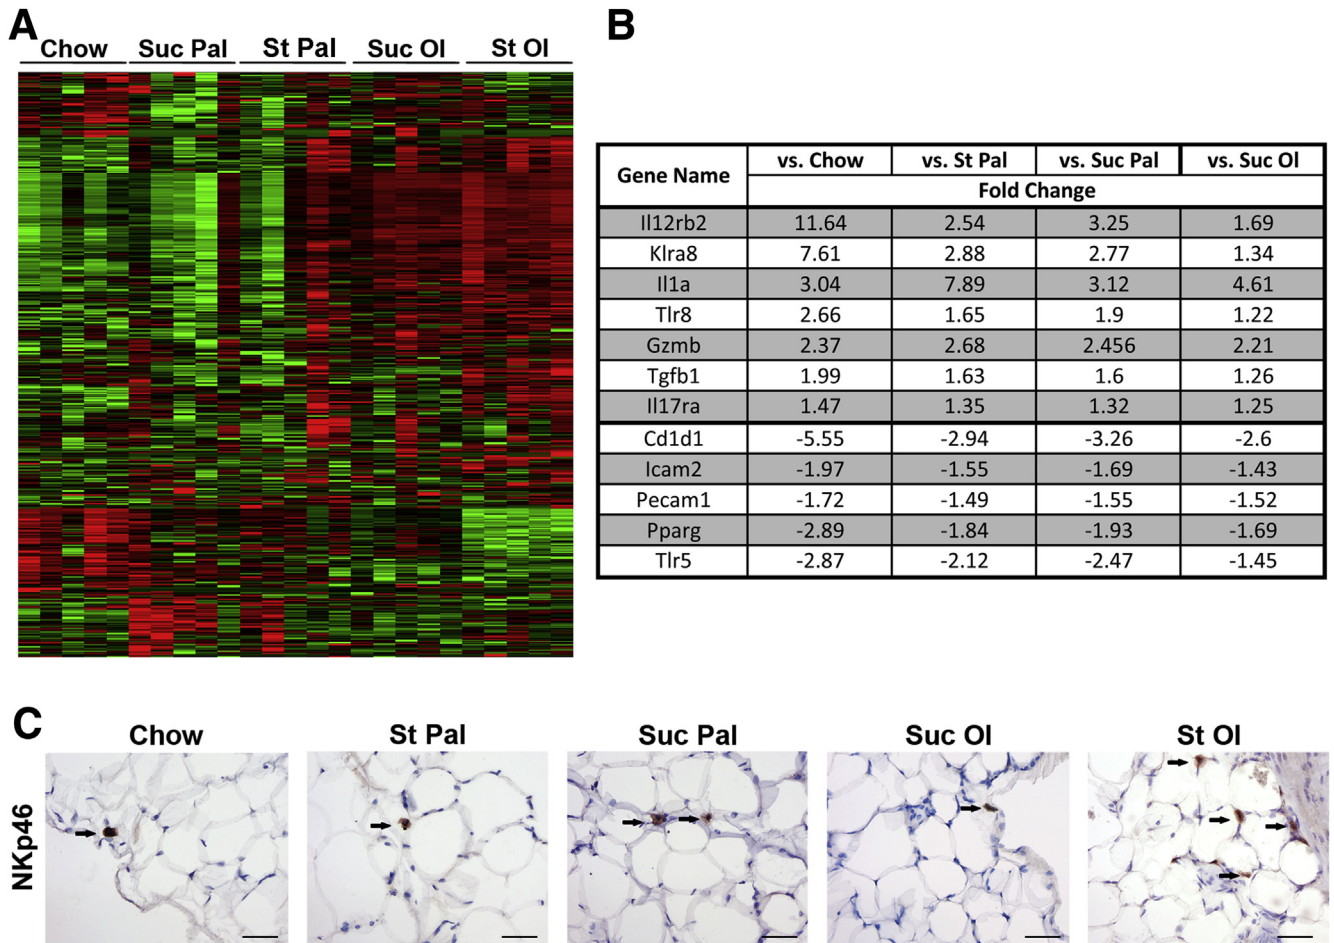 A
Chow Suc Pal St Pal Suc Ol St Ol
B
Gene Name vs. Chow vs. St Pal vs. Suc Pal vs. Suc Ol
Fold Change
Il12rb2 11.64 2.54 3.25 1.69
Klra8 7.61 2.88 2.77 1.34
Il1a 3.04 7.89 3.12 4.61
Tlr8 2.66 1.65 1.9 1.22
Gzmb 2.37 2.68 2.456 2.21
Tgfb1 1.99 1.63 1.6 1.26
Il17ra 1.47 1.35 1.32 1.25
Cd1d1 -5.55 -2.94 -3.26 -2.6
Icam2 -1.97 -1.55 -1.69 -1.43
Pecam1 -1.72 -1.49 -1.55 -1.52
Pparg -2.89 -1.84 -1.93 -1.69
Tlr5 -2.87 -2.12 -2.47 -1.45
C
Chow St Pal Suc Pal Suc Ol St Ol
NKp46